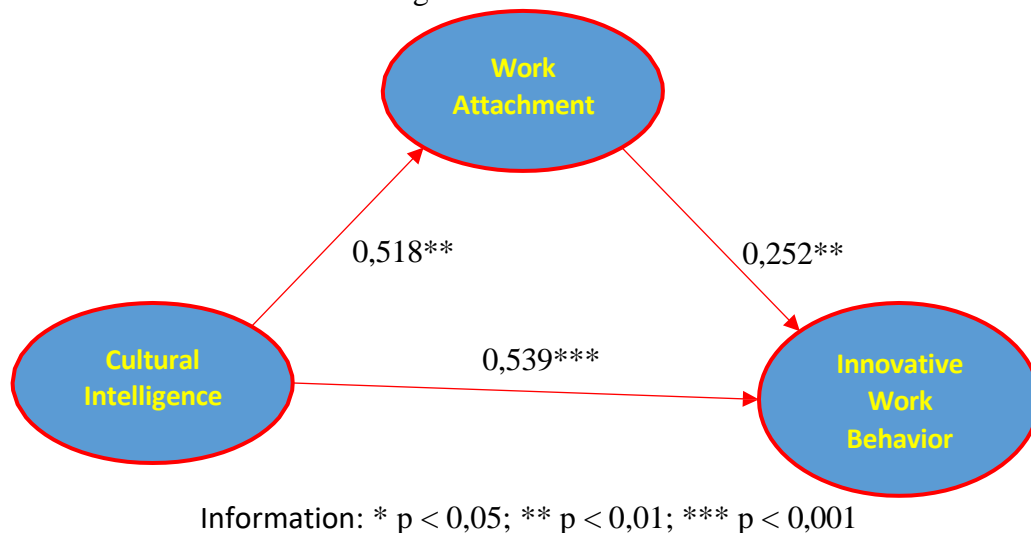 Work
Attachment
0,518**
0,252**
Cultural
Intelligence
0,539***
Innovative
Work
Behavior
Information: * p < 0,05; ** p < 0,01; *** p < 0,001